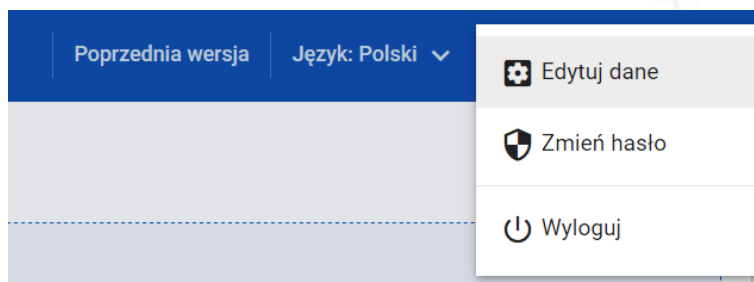 Poprzednia wersja
Język: Polski
Edytuj dane
Zmień hasło
Wyloguj